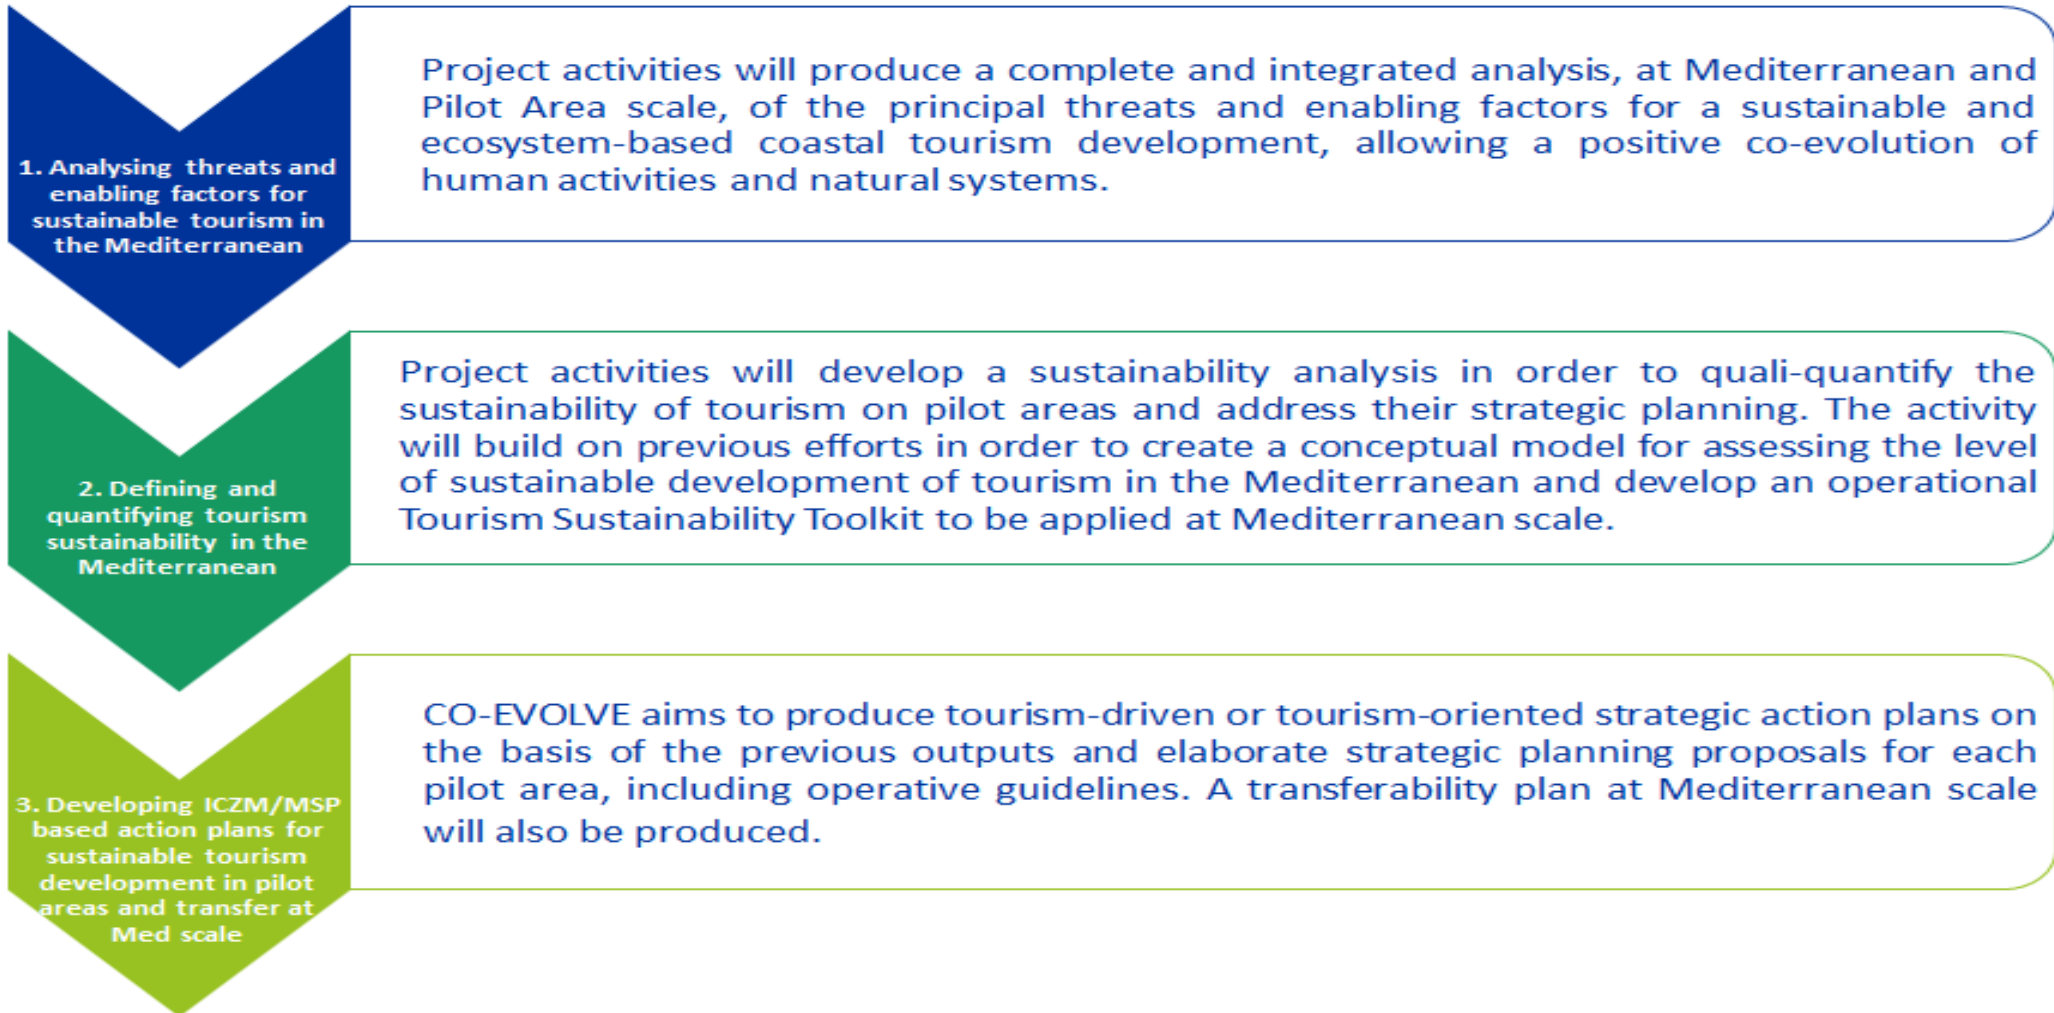 1. Analysing threats and
enabling factors for
sustainable tourism in
the Mediterranean
Project activities will produce a complete and integrated analysis, at Mediterranean and
Pilot Area scale, of the principal threats and enabling factors for a sustainable and
ecosystem-based coastal tourism development, allowing a positive co-evolution of
human activities and natural systems.
2. Defining and
quantifying tourism
sustainability in the
Mediterranean
Project activities will develop a sustainability analysis in order to quali-quantify the
sustainability of tourism on pilot areas and address their strategic planning. The activity
will build on previous efforts in order to create a conceptual model for assessing the level
of sustainable development of tourism in the Mediterranean and develop an operational
Tourism Sustainability Toolkit to be applied at Mediterranean scale.
3. Developing ICZM/MSP
based action plans for
sustainable tourism
development in pilot
areas and transfer at
Med scale
CO-EVOLVE aims to produce tourism-driven or tourism-oriented strategic action plans on
the basis of the previous outputs and elaborate strategic planning proposals for each
pilot area, including operative guidelines. A transferability plan at Mediterranean scale
will also be produced.